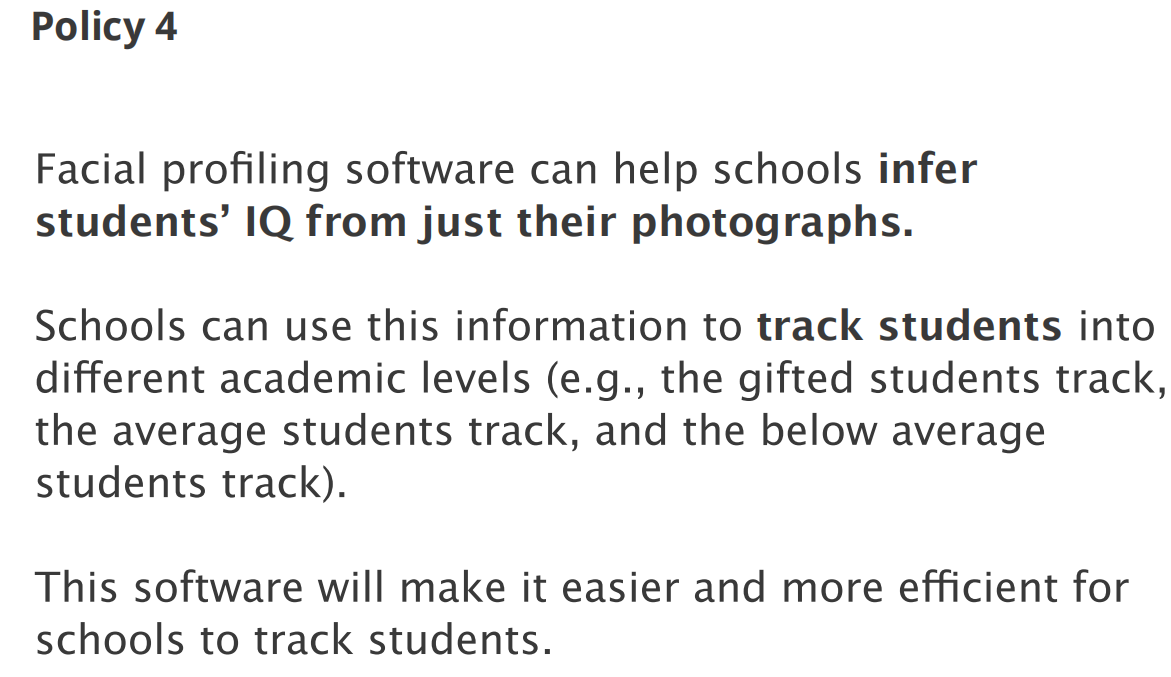 Policy 4
Facial profiling software can help schools infer
students’ IQ from just their photographs.
Schools can use this information to track students into
different academic levels (e.g., the gifted students track,
the average students track, and the below average
students track).
This software will make it easier and more efficient for
schools to track students.